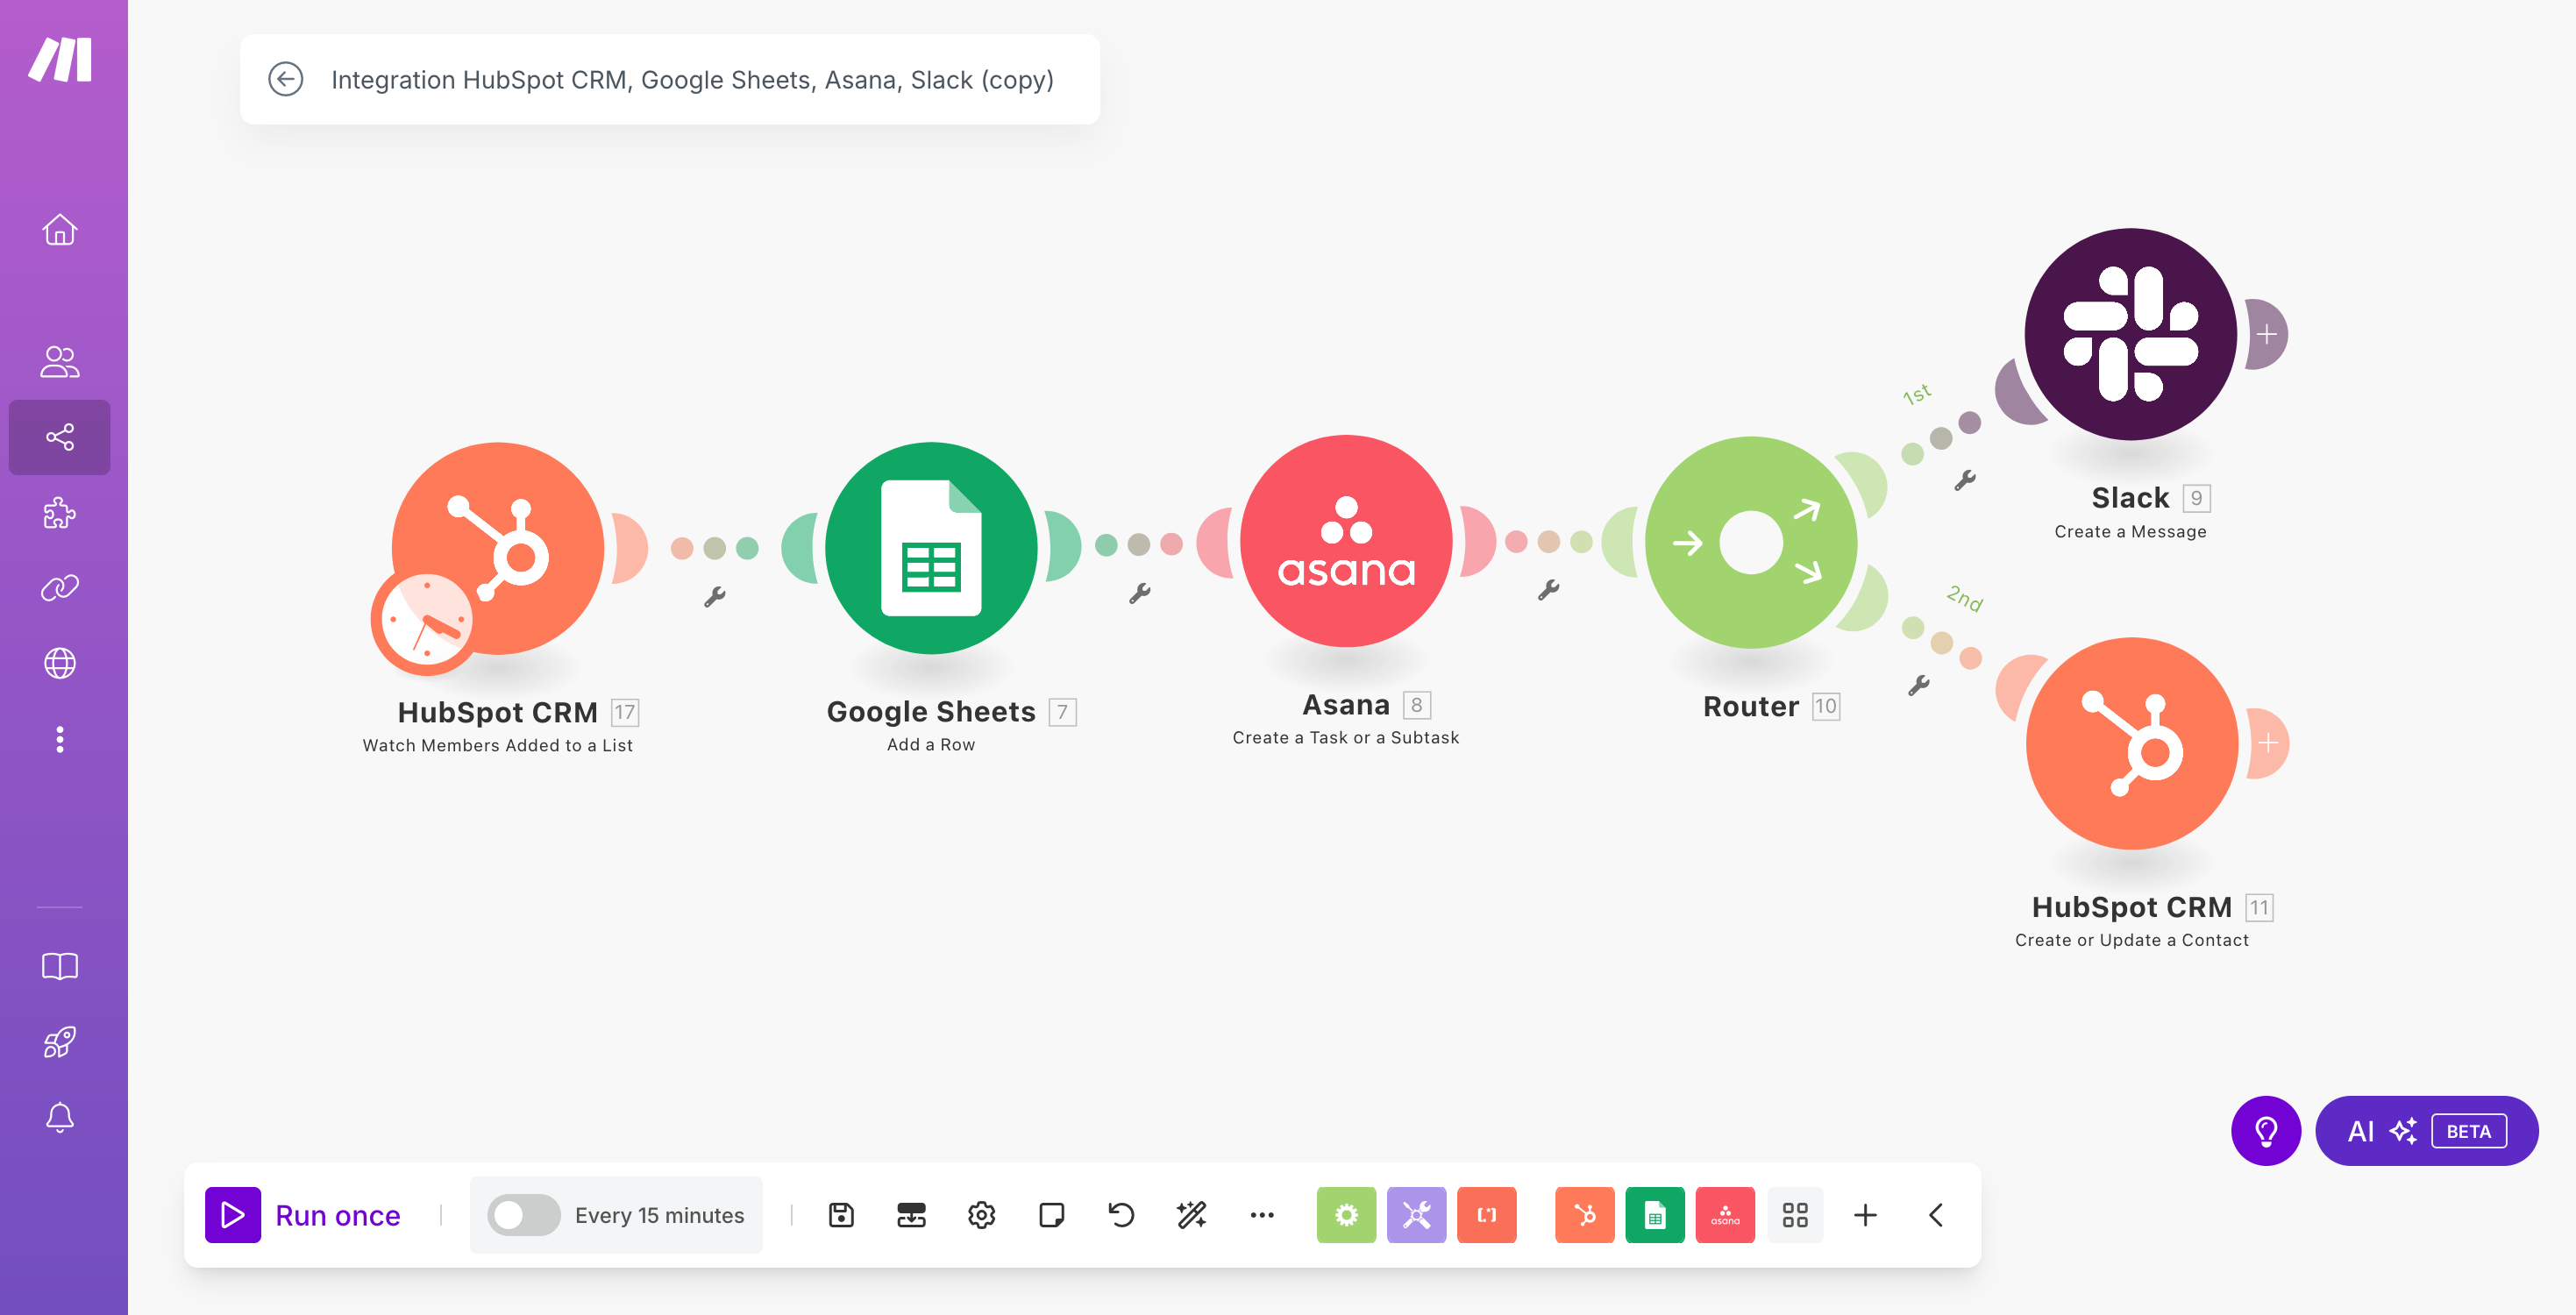 Integration HubSpot CRM, Google Sheets, Asana, Slack (copy)
1st
Slack 9
Create a Message
asana
2nd
HubSpot CRM 17
Watch Members Added to a List
Google Sheets 7
Add a Row
Asana 8
Create a Task or a Subtask
Router 10
HubSpot CRM 11
Create or Update a Contact
AI BETA
Run once
Every 15 minutes
[.*]
asana